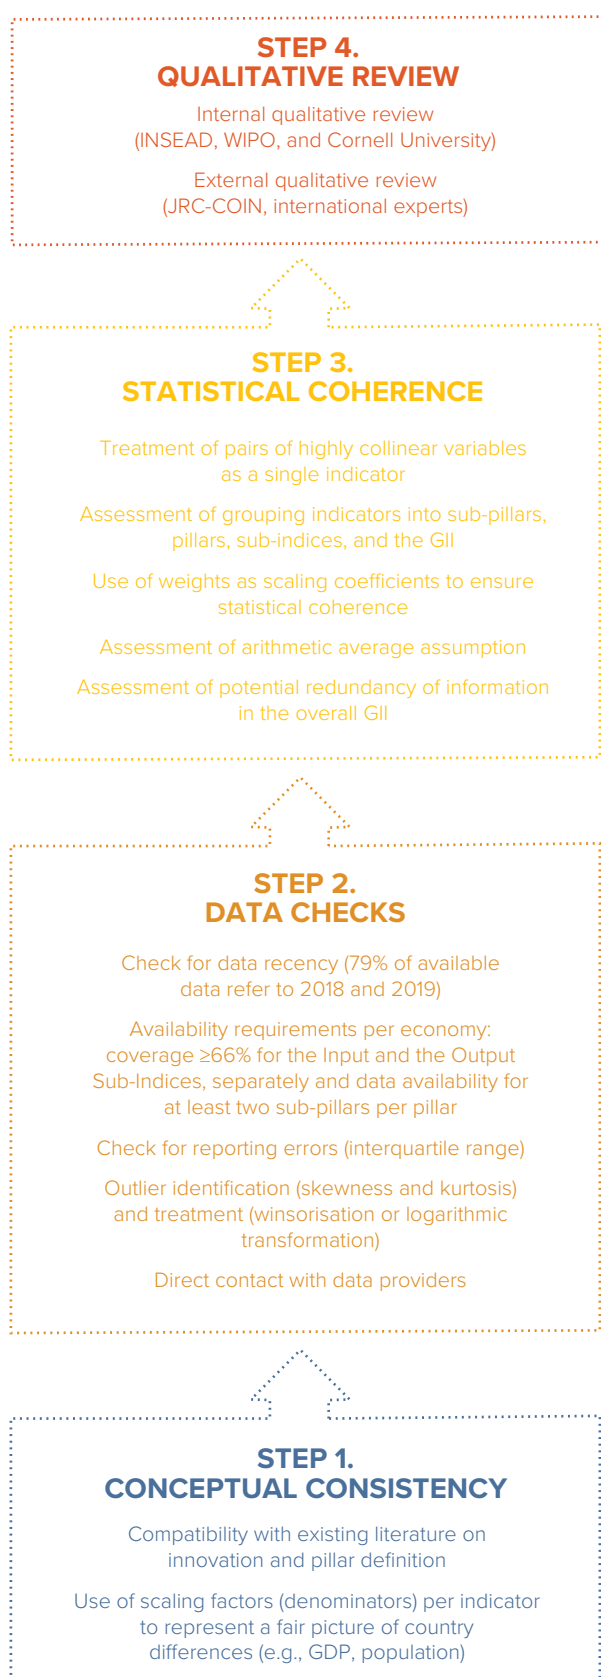 STEP 4.
QUALITATIVE REVIEW
Internal qualitative review
(INSEAD, WIPO, and Cornell University)
External qualitative review
(JRC-COIN, international experts)
STEP 3.
STATISTICAL COHERENCE
Treatment of pairs of highly collinear variables
as a single indicator
Assessment of grouping indicators into sub-pillars,
pillars, sub-indices, and the GII
Use of weights as scaling coefficients to ensure
statistical coherence
Assessment of arithmetic average assumption
Assessment of potential redundancy of information
in the overall GII
STEP 2.
DATA CHECKS
Check for data recency (79% of available
data refer to 2018 and 2019)
Availability requirements per economy:
coverage ≥66% for the Input and the Output
Sub-Indices, separately and data availability for
at least two sub-pillars per pillar
Check for reporting errors (interquartile range)
Outlier identification (skewness and kurtosis)
and treatment (winsorisation or logarithmic
transformation)
Direct contact with data providers
STEP 1.
CONCEPTUAL CONSISTENCY
Compatibility with existing literature on
innovation and pillar definition
Use of scaling factors (denominators) per indicator
to represent a fair picture of country
differences (e.g., GDP, population)